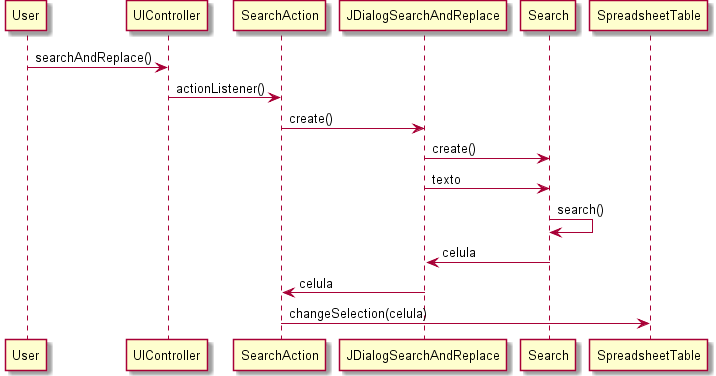 User UIController SearchAction JDialogSearchAndReplace Search SpreadsheetTable
searchAndReplace()
actionListener()
create()
create()
texto
search()
celula
celula
changeSelection(celula)
User UIController SearchAction JDialogSearchAndReplace Search SpreadsheetTable